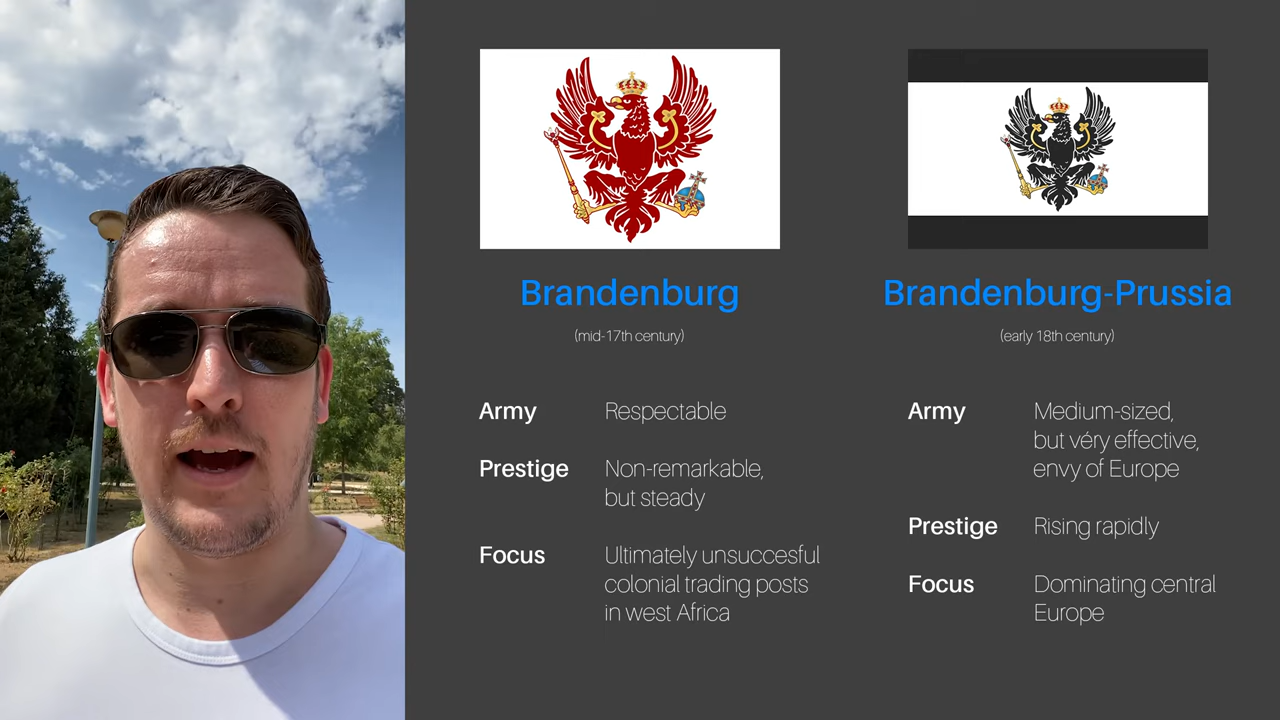 Brandenburg
(mid-17th century)
Army Respectable
Prestige Non-remarkable,
but steady
Focus Ultimately unsuccesful
colonial trading posts
in west Africa
Brandenburg-Prussia
(early 18th century)
Army Medium-sized,
but véry effective,
envy of Europe
Prestige Rising rapidly
Focus Dominating central
Europe